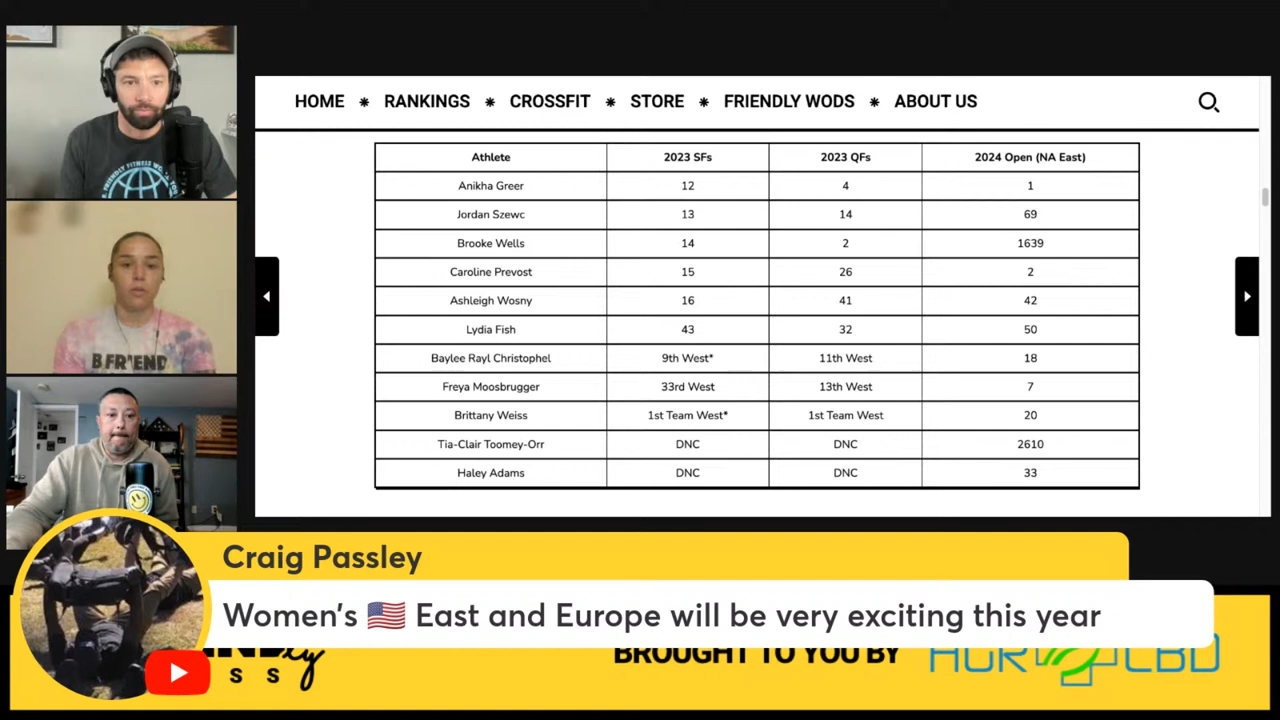 HOME * RANKINGS * CROSSFIT * STORE * FRIENDLY WODS * ABOUT US
Athlete 2023 SFs 2023 QFs 2024 Open (NA East)
Anikha Greer 12 4 1
Jordan Szewc 13 14 69
Brooke Wells 14 2 1639
Caroline Prevost 15 26 2
Ashleigh Wosny 16 41 42
Lydia Fish 43 32 50
Baylee Rayl Christophel 9th West* 11th West 18
Freya Moosbrugger 33rd West 13th West 7
Brittany Weiss 1st Team West* 1st Team West 20
Tia-Clair Toomey-Orr DNC DNC 2610
Haley Adams DNC DNC 33
B FRIEND
Craig Passley
Women's 🇺🇸 East and Europe will be very exciting this year
BROUGHT TO YOU BY
CBD